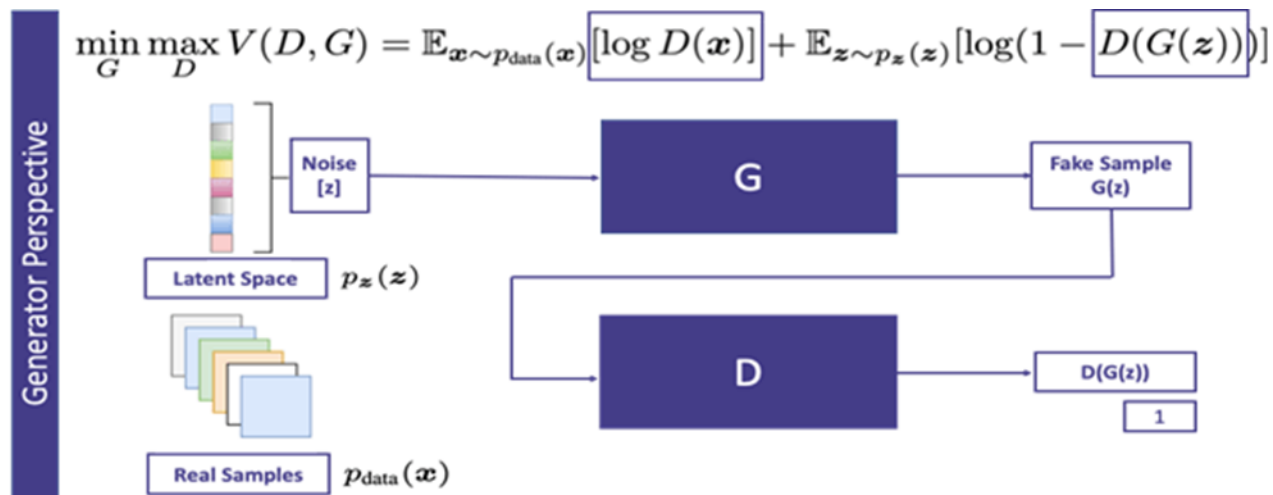 Generator Perspective
min max V(D, G) = 𝔼x∼pdata(x)[log D(x)] + 𝔼z∼pz(z)[log(1 − D(G(z)))]
G D
Noise
[z]
G
Fake Sample
G(z)
Latent Space pz(z)
D
D(G(z))
1
Real Samples pdata(x)